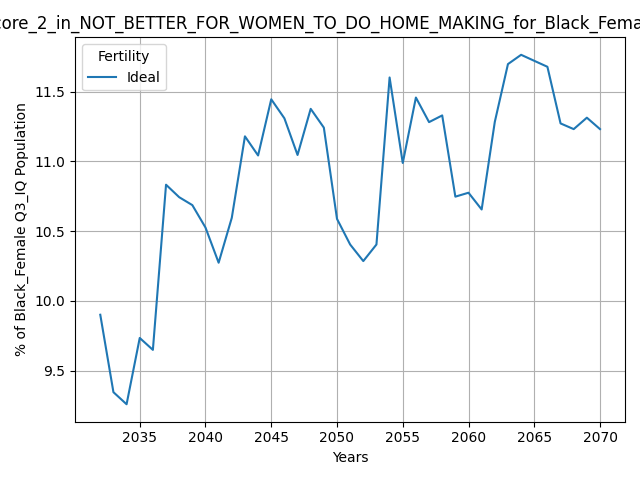 core_2_in_NOT_BETTER_FOR_WOMEN_TO_DO_HOME_MAKING_for_Black_Fema
Fertility
Ideal
% of Black_Female Q3_IQ Population
11.5
11.0
10.5
10.0
9.5
2035 2040 2045 2050 2055 2060 2065 2070
Years